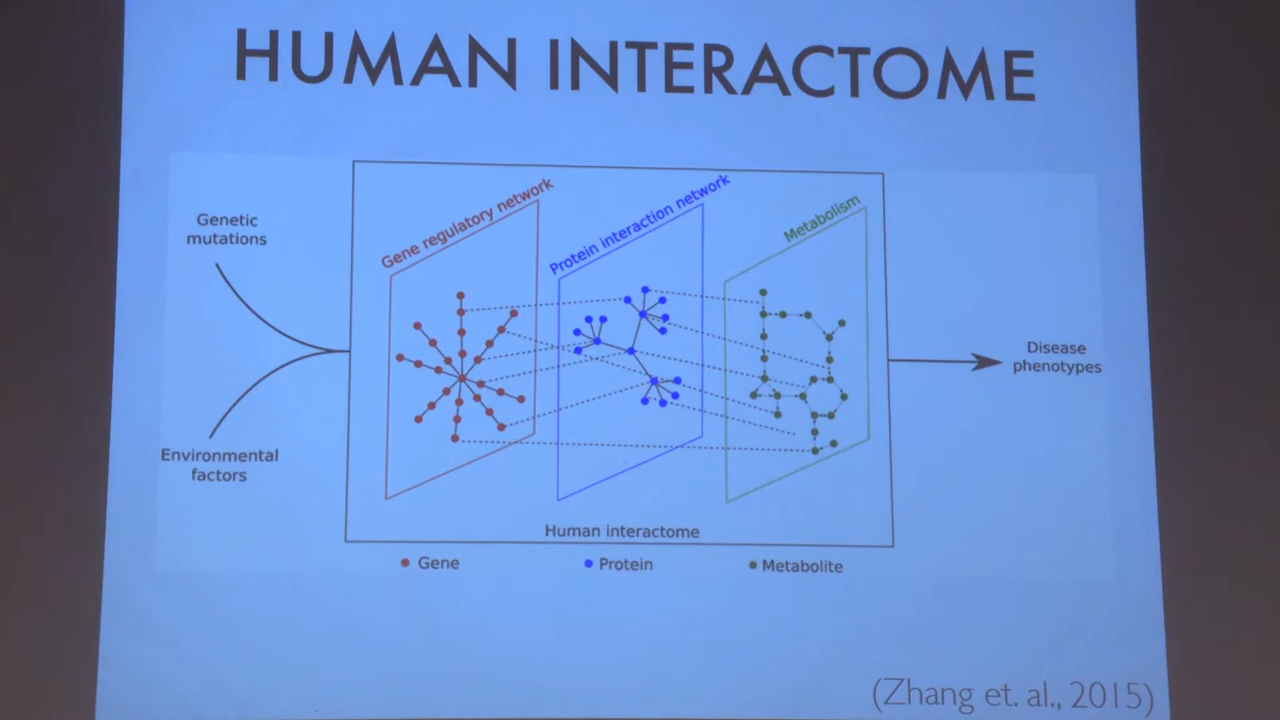 HUMAN INTERACTOME
Genetic
mutations
Environmental
factors
Gene regulatory network
Protein interaction network
Metabolism
Disease
phenotypes
Human interactome
Gene
Protein
Metabolite
(Zhang et. al., 2015)